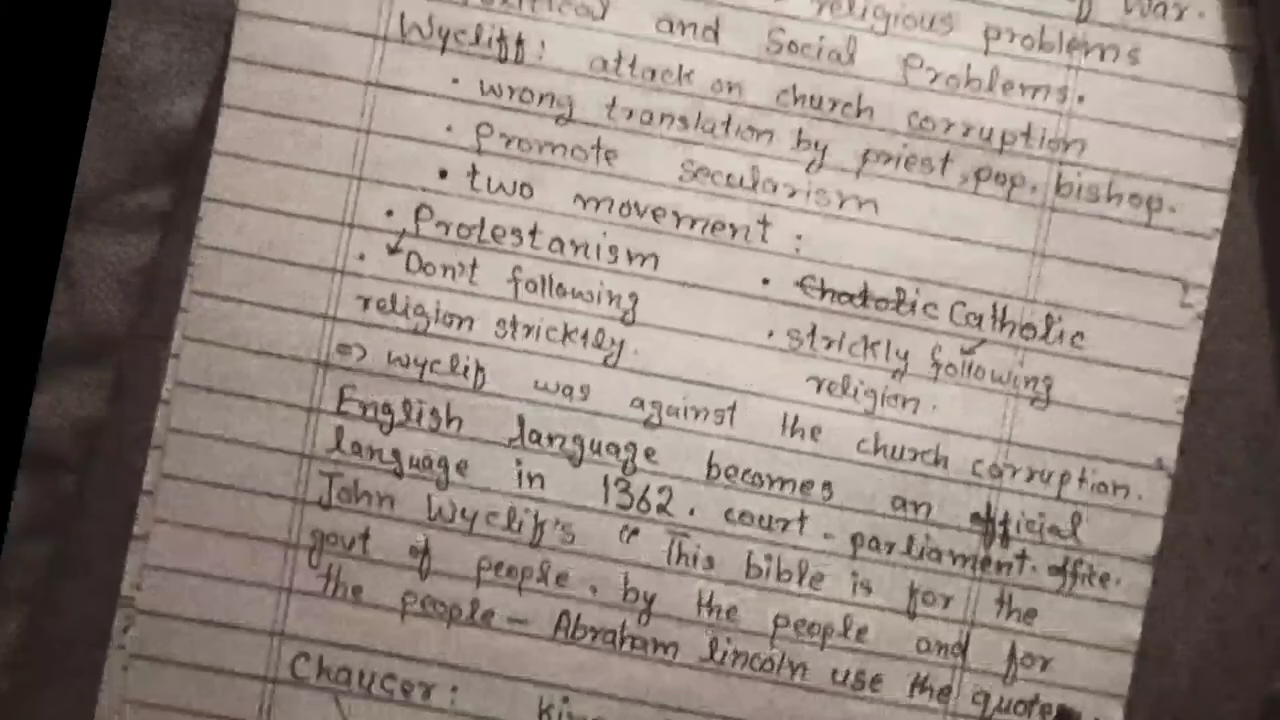 religious problems war.
and Social Problems.
Wycliff: attack on church corruption
• wrong translation by priest, pop, bishop.
• Promote secularism
• two movement:
• Protestanism • Catholic
• Don't following • strickly following
religion stricktly. religion.
⇒ wyclif was against the church corruption.
English language becomes an official
language in 1362. court - parliament. offite.
John Wyclif's " This bible is for the
govt of people, by the people and for
the people - Abraham lincoln use the quote
Chaucer: